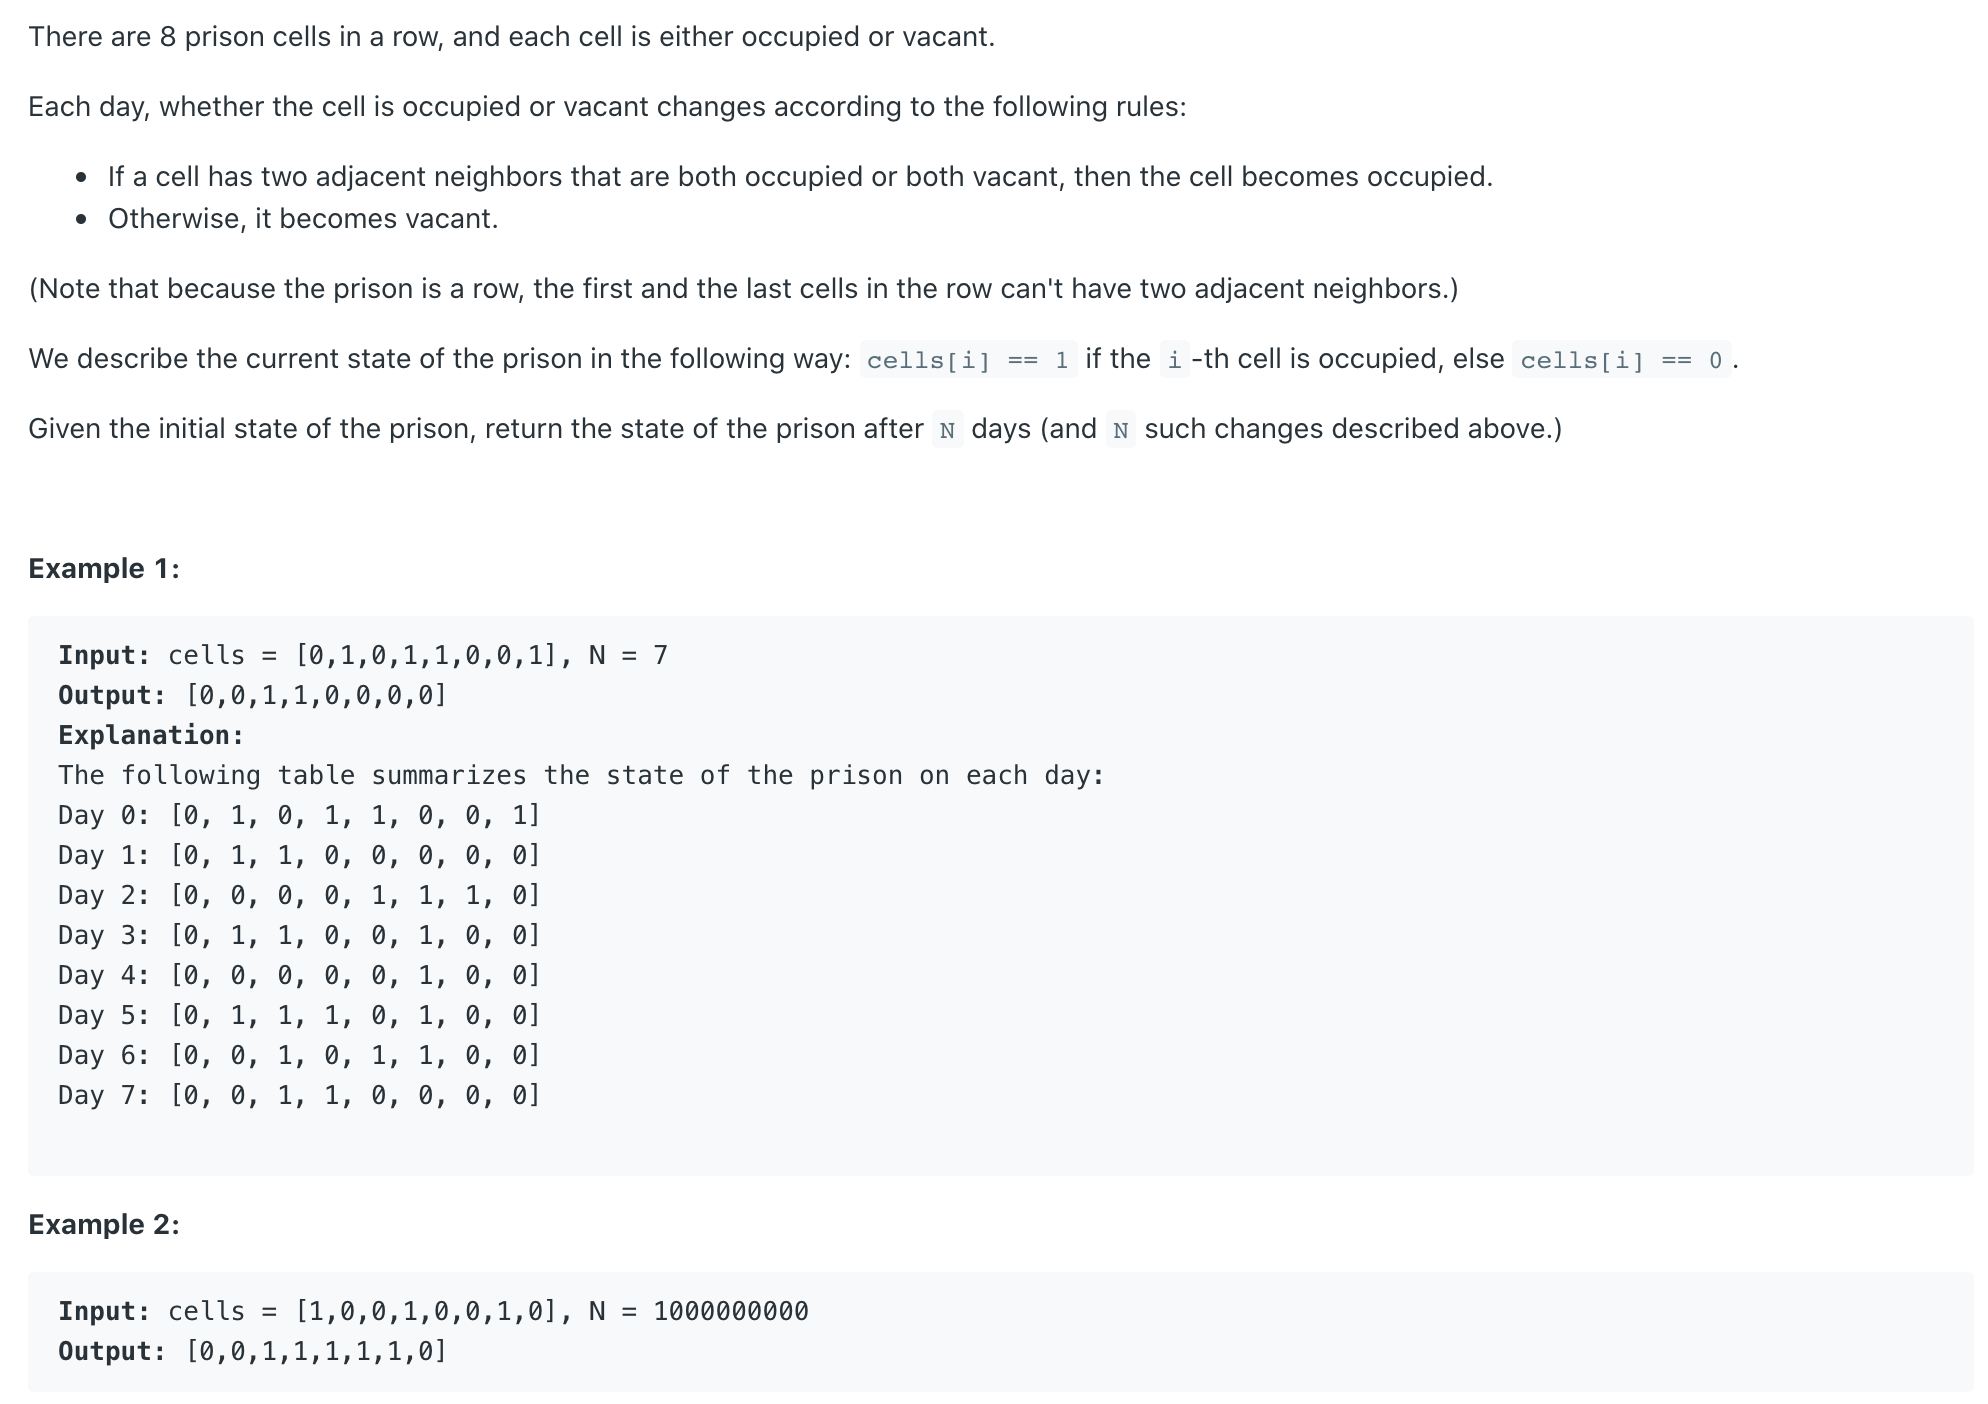 There are 8 prison cells in a row, and each cell is either occupied or vacant.
Each day, whether the cell is occupied or vacant changes according to the following rules:
• If a cell has two adjacent neighbors that are both occupied or both vacant, then the cell becomes occupied.
• Otherwise, it becomes vacant.
(Note that because the prison is a row, the first and the last cells in the row can't have two adjacent neighbors.)
We describe the current state of the prison in the following way: cells[i] == 1 if the i -th cell is occupied, else cells[i] == 0 .
Given the initial state of the prison, return the state of the prison after N days (and N such changes described above.)
Example 1:
Input: cells = [0,1,0,1,1,0,0,1], N = 7
Output: [0,0,1,1,0,0,0,0]
Explanation:
The following table summarizes the state of the prison on each day:
Day 0: [0, 1, 0, 1, 1, 0, 0, 1]
Day 1: [0, 1, 1, 0, 0, 0, 0, 0]
Day 2: [0, 0, 0, 0, 1, 1, 1, 0]
Day 3: [0, 1, 1, 0, 0, 1, 0, 0]
Day 4: [0, 0, 0, 0, 0, 1, 0, 0]
Day 5: [0, 1, 1, 1, 0, 1, 0, 0]
Day 6: [0, 0, 1, 0, 1, 1, 0, 0]
Day 7: [0, 0, 1, 1, 0, 0, 0, 0]
Example 2:
Input: cells = [1,0,0,1,0,0,1,0], N = 1000000000
Output: [0,0,1,1,1,1,1,0]